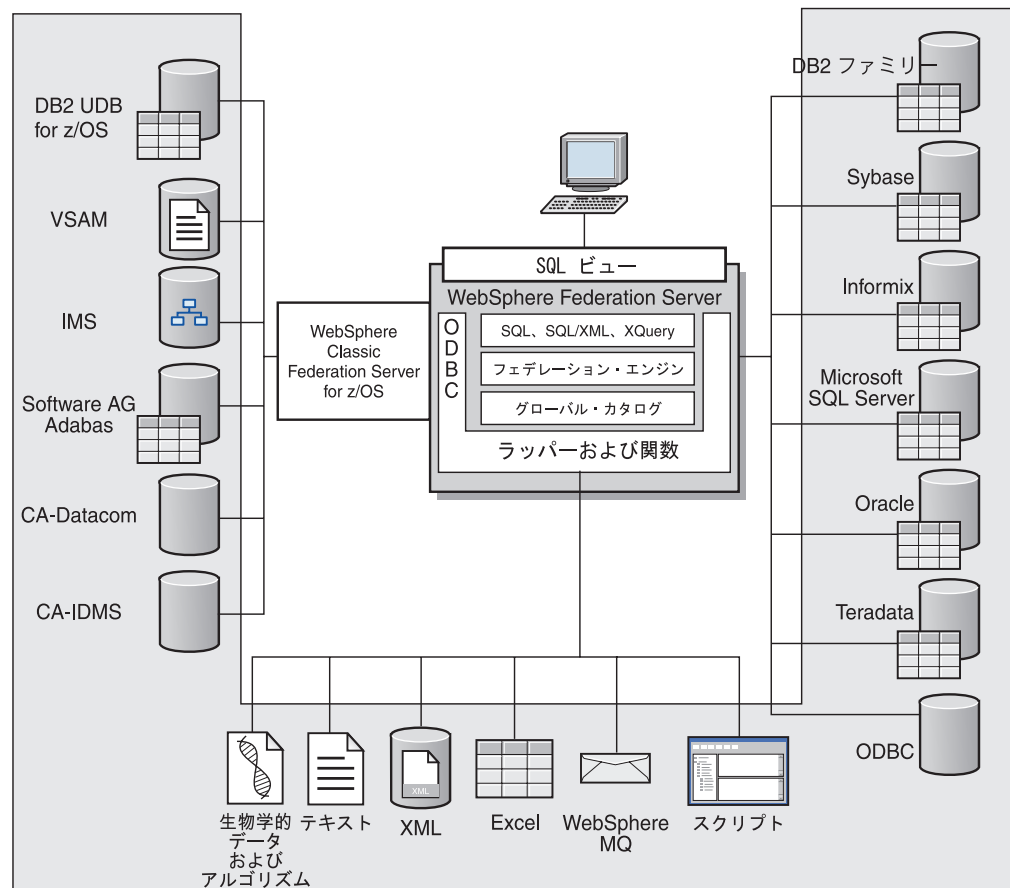 DB2 UDB
for z/OS
VSAM
IMS
Software AG
Adabas
CA-Datacom
CA-IDMS
WebSphere
Classic
Federation Server
for z/OS
SQL ビュー
WebSphere Federation Server
ODBC
SQL、SQL/XML、XQuery
フェデレーション・エンジン
グローバル・カタログ
ラッパーおよび関数
DB2 ファミリー
Sybase
Informix
Microsoft
SQL Server
Oracle
Teradata
ODBC
生物学的
データ
および
アルゴリズム
テキスト
XML
XML
Excel
WebSphere
MQ
スクリプト